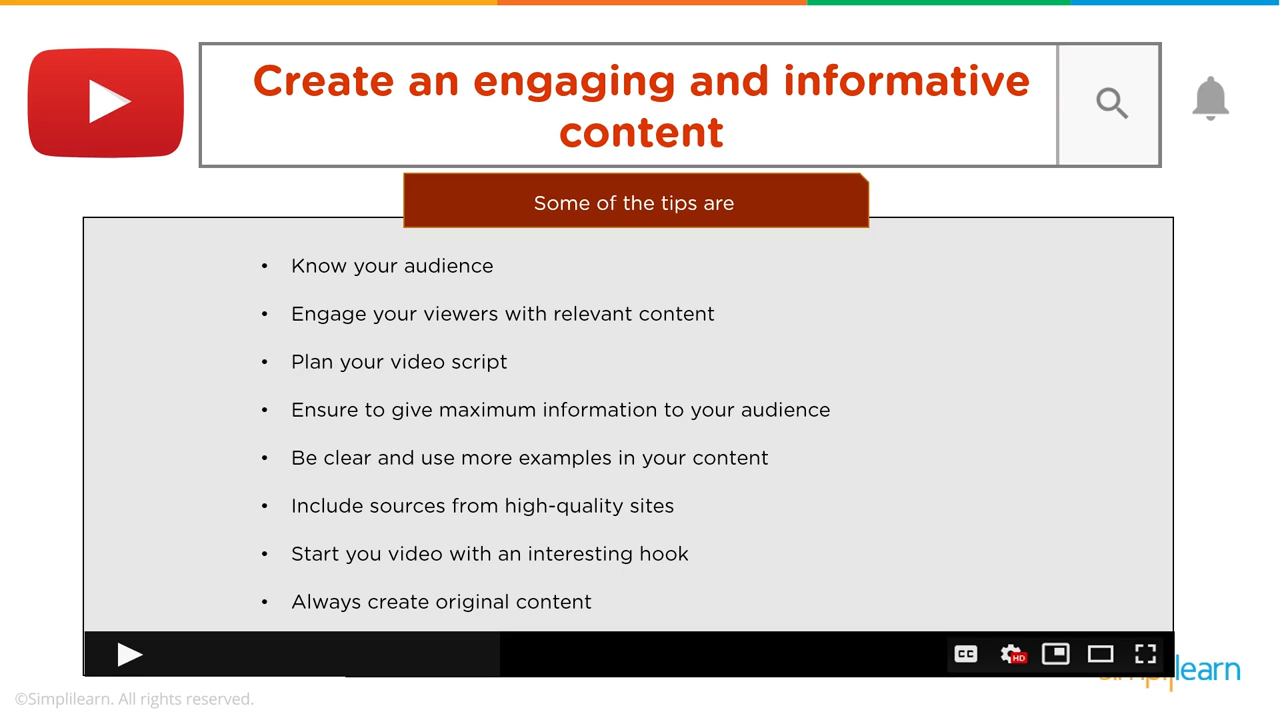 Create an engaging and informative
content
Some of the tips are
• Know your audience
• Engage your viewers with relevant content
• Plan your video script
• Ensure to give maximum information to your audience
• Be clear and use more examples in your content
• Include sources from high-quality sites
• Start you video with an interesting hook
• Always create original content
CC
HD
simplilearn
©Simplilearn. All rights reserved.